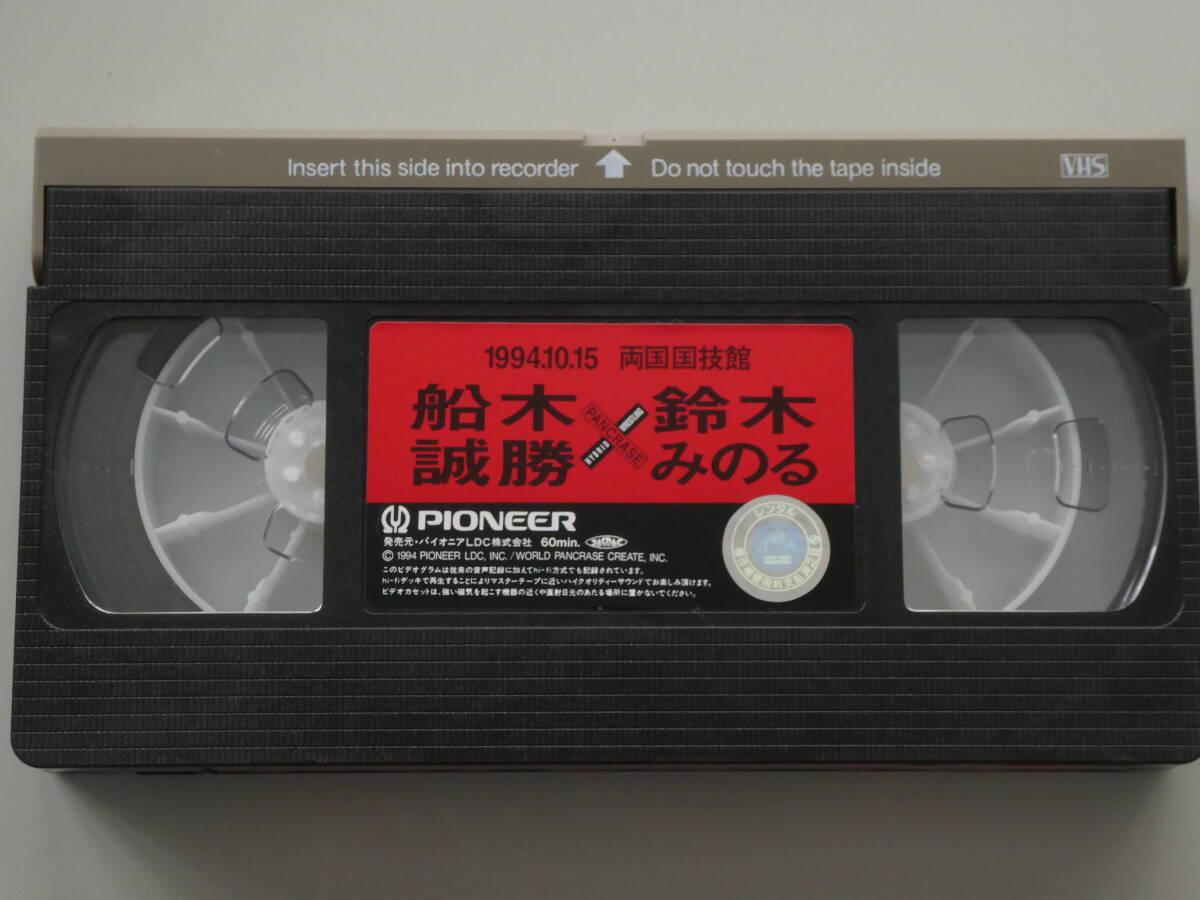 Insert this side into recorder Do not touch the tape inside VHS
1994.10.15 両国国技館
船木誠勝
PANCRASE
HYBRID WRESTLING
鈴木みのる
PIONEER
発売元・パイオニアLDC株式会社 60min.
© 1994 PIONEER LDC, INC. / WORLD PANCRASE CREATE, INC.
このビデオグラムは従来の音声記録に加えてhi-fi方式でも記録されています。
hi-fiデッキで再生することによりマスターテープに近いハイクオリティーサウンドでお楽しみ頂けます。
ビデオカセットは、強い磁気を起こす機器の近くや直射日光のあたる場所に置かないでください。
レンタル